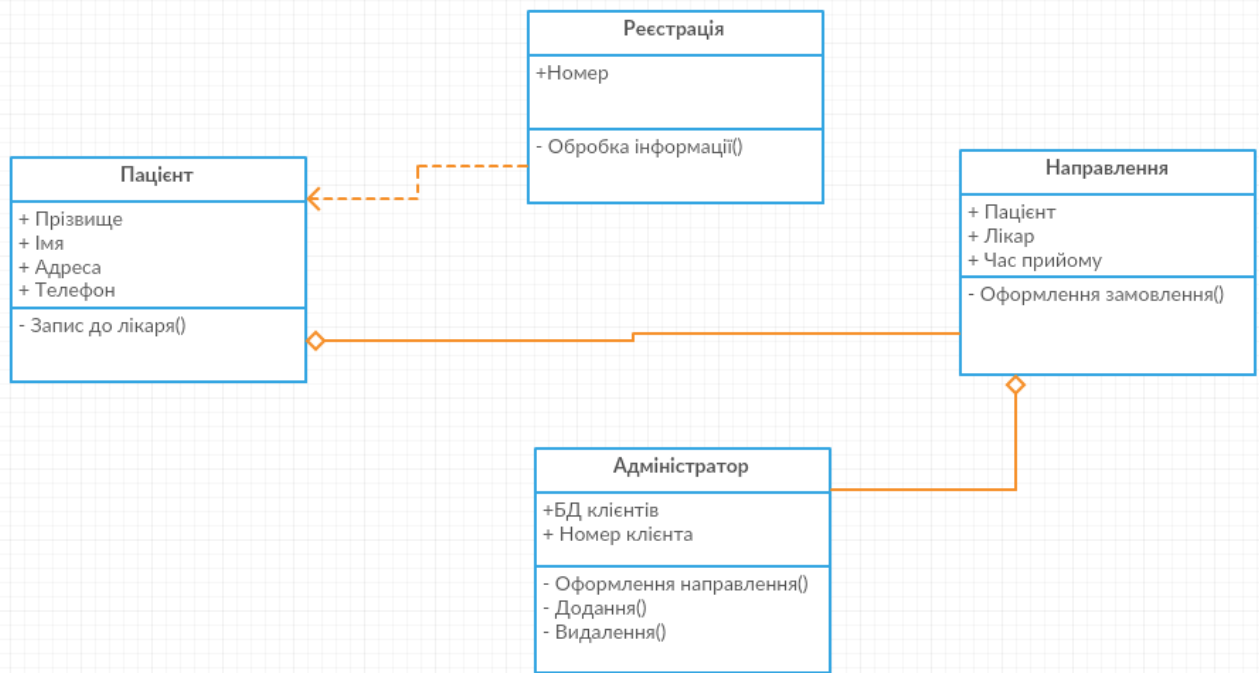 Реєстрація
+Номер
- Обробка інформації()
Пацієнт
+ Прізвище
+ Імя
+ Адреса
+ Телефон
- Запис до лікаря()
Направлення
+ Пацієнт
+ Лікар
+ Час прийому
- Оформлення замовлення()
Адміністратор
+БД клієнтів
+ Номер клієнта
- Оформлення направлення()
- Додання()
- Видалення()